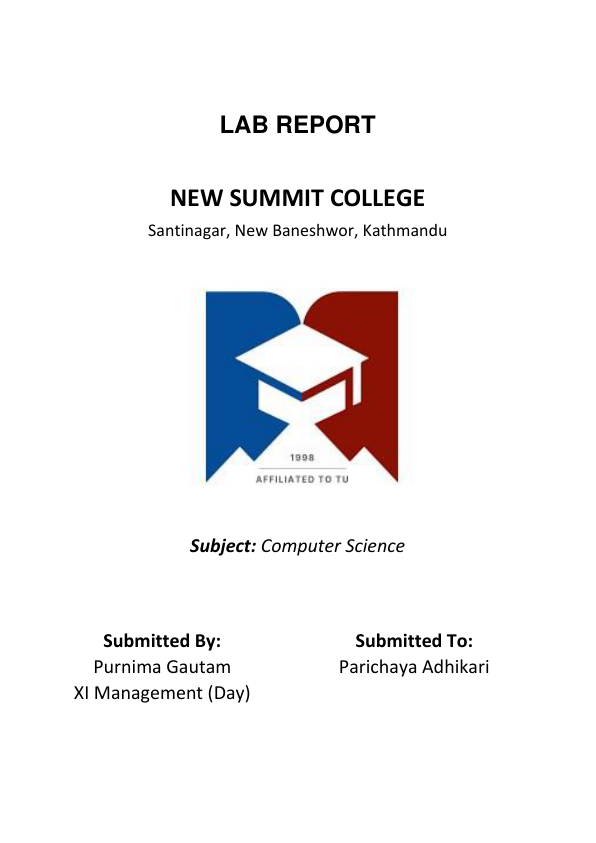 LAB REPORT
NEW SUMMIT COLLEGE
Santinagar, New Baneshwor, Kathmandu
1998
AFFILIATED TO TU
Subject: Computer Science
Submitted By:
Purnima Gautam
XI Management (Day)
Submitted To:
Parichaya Adhikari